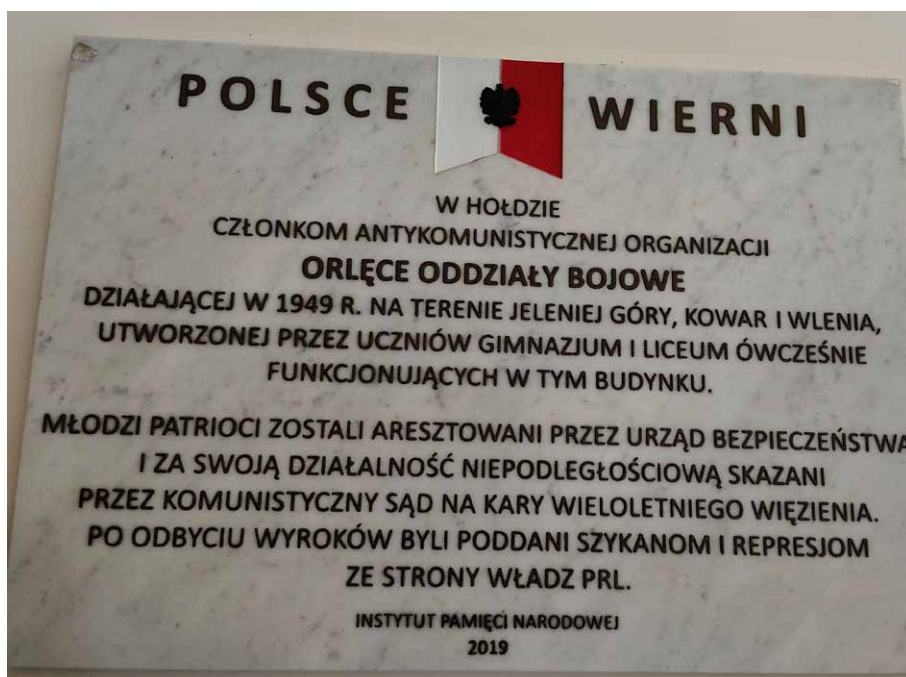 POLSCE WIERNI
W HOŁDZIE
CZŁONKOM ANTYKOMUNISTYCZNEJ ORGANIZACJI
ORLĘCE ODDZIAŁY BOJOWE
DZIAŁAJĄCEJ W 1949 R. NA TERENIE JELENIEJ GÓRY, KOWAR I WLENIA,
UTWORZONEJ PRZEZ UCZNIÓW GIMNAZJUM I LICEUM ÓWCZEŚNIE
FUNKCJONUJĄCYCH W TYM BUDYNKU.
MŁODZI PATRIOCI ZOSTALI ARESZTOWANI PRZEZ URZĄD BEZPIECZEŃSTWA
I ZA SWOJĄ DZIAŁALNOŚĆ NIEPODLEGŁOŚCIOWĄ SKAZANI
PRZEZ KOMUNISTYCZNY SĄD NA KARY WIELOLETNIEGO WIĘZIENIA.
PO ODBYCIU WYROKÓW BYLI PODDANI SZYKANOM I REPRESJOM
ZE STRONY WŁADZ PRL.
INSTYTUT PAMIĘCI NARODOWEJ
2019